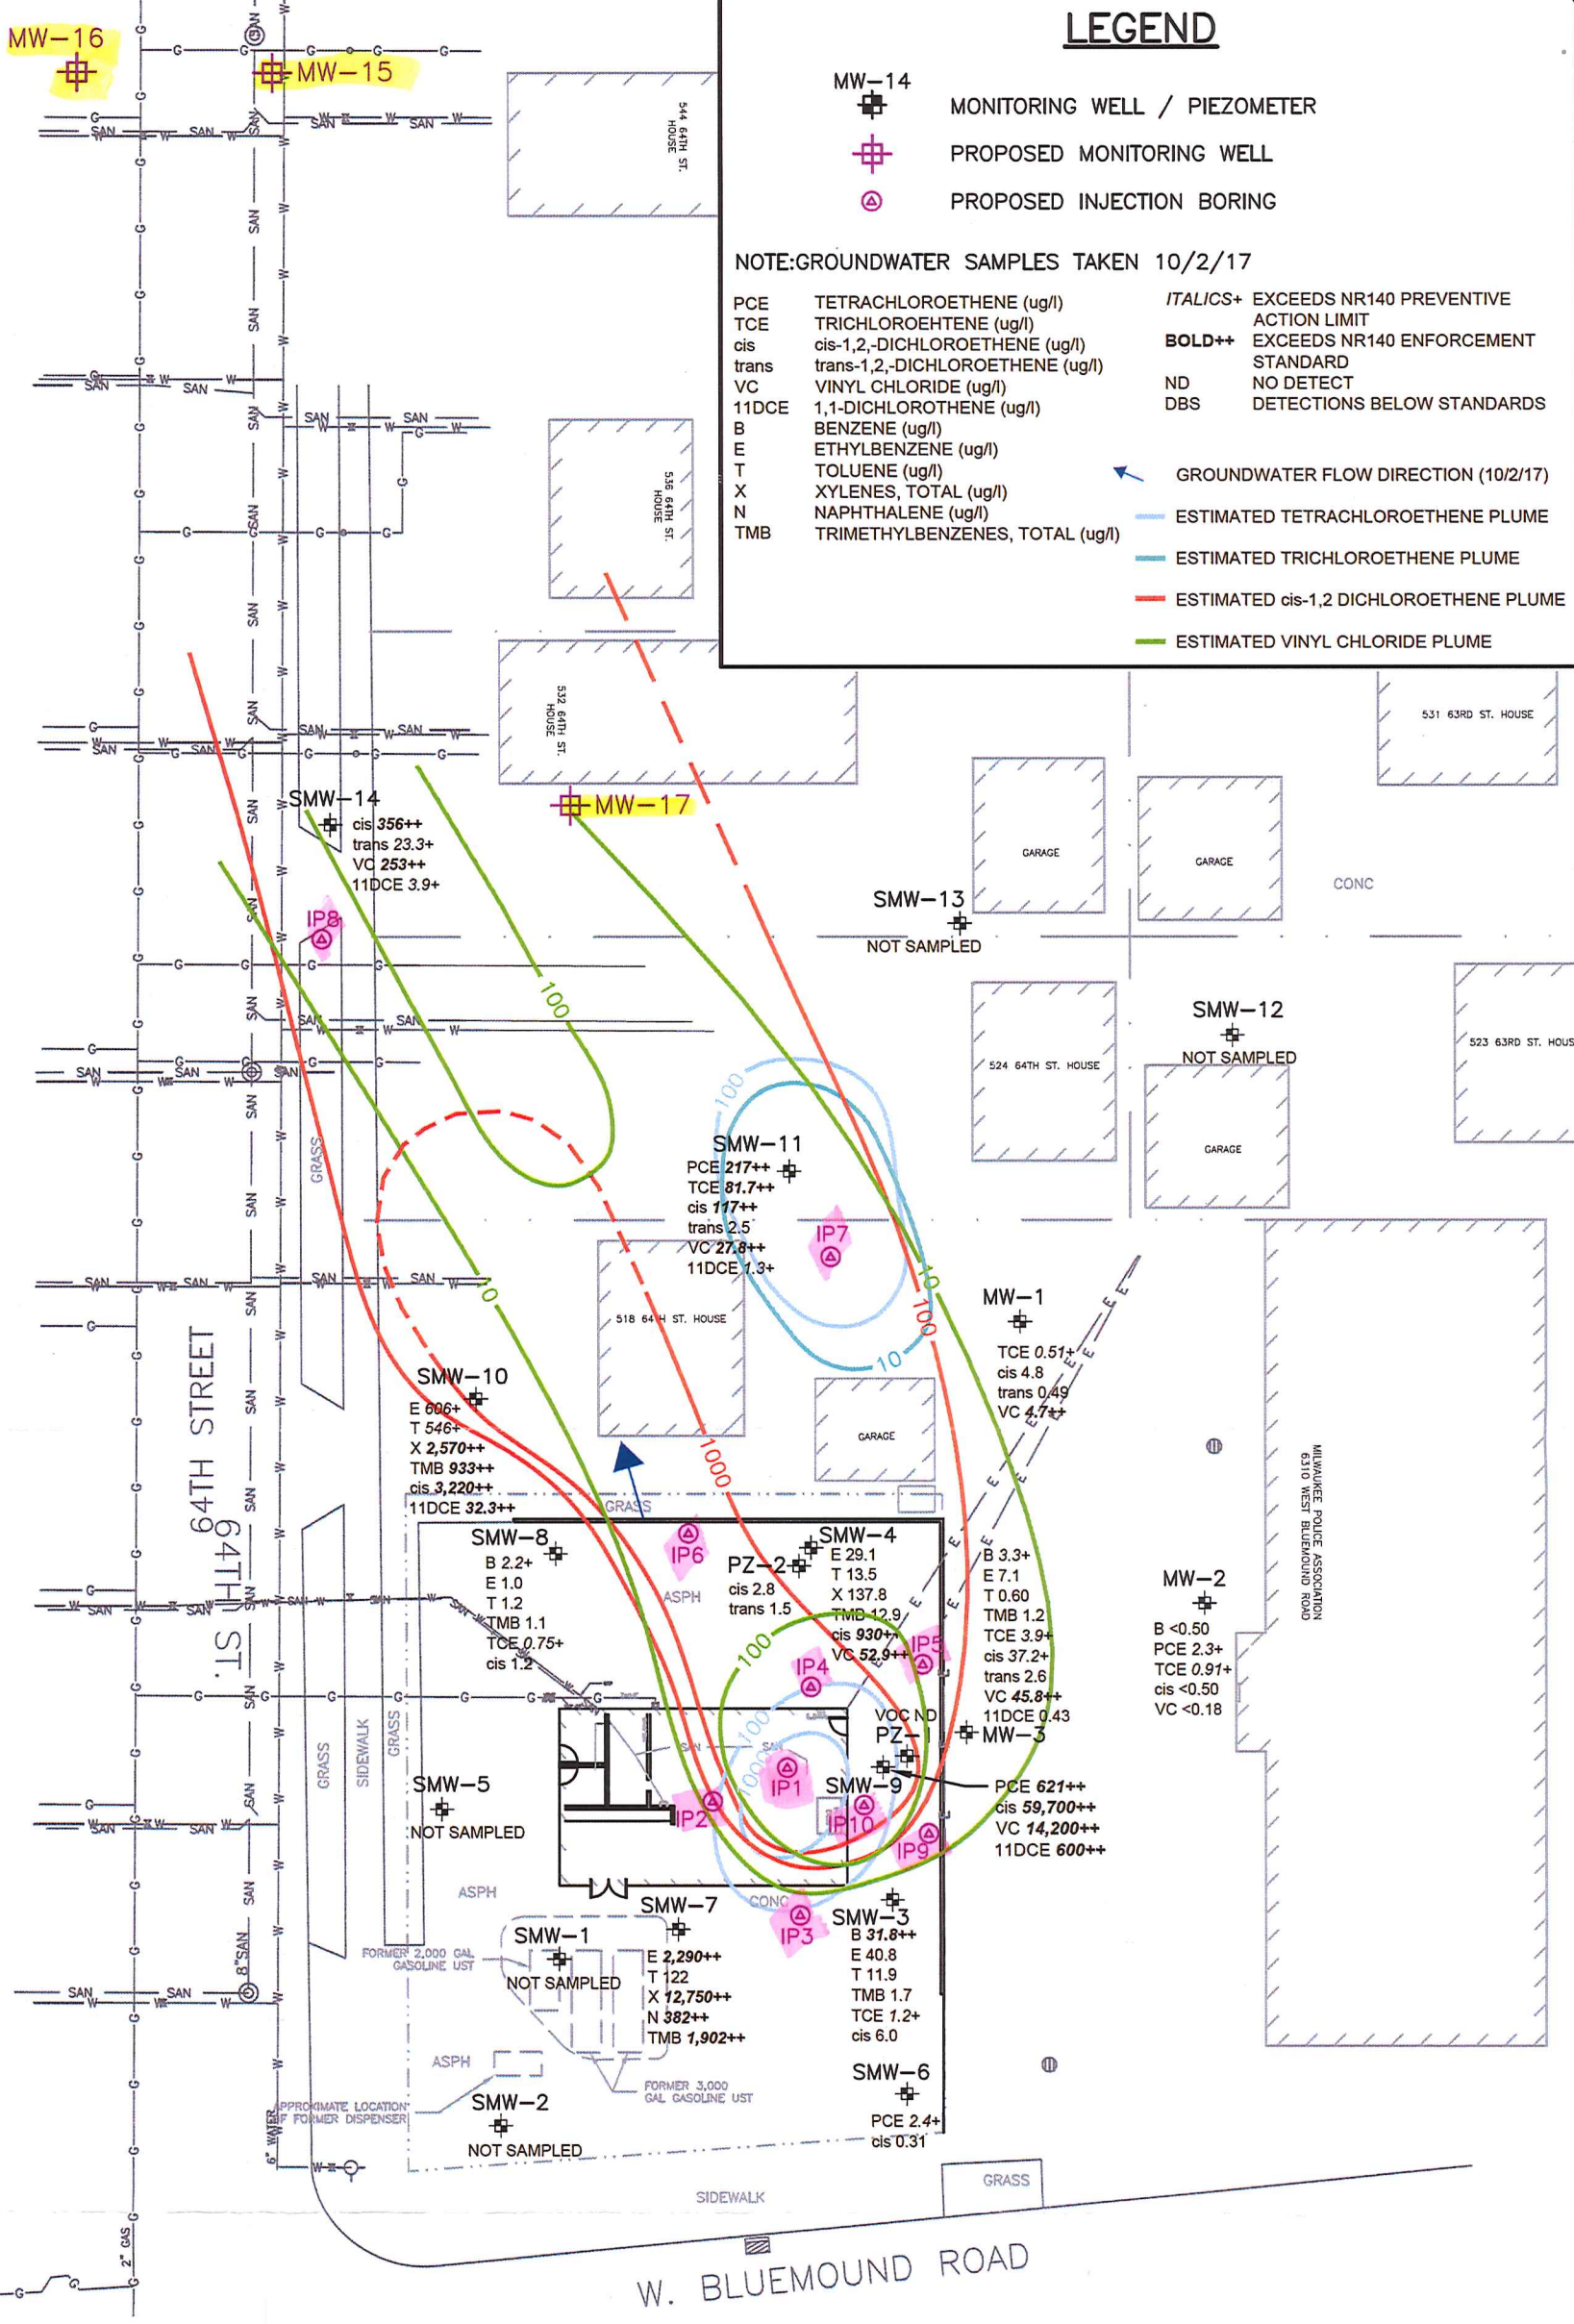 MW-16
MW-15
LEGEND
MW-14
MONITORING WELL / PIEZOMETER
PROPOSED MONITORING WELL
PROPOSED INJECTION BORING
NOTE:GROUNDWATER SAMPLES TAKEN 10/2/17
PCE TETRACHLOROETHENE (ug/l)
TCE TRICHLOROEHTENE (ug/l)
cis cis-1,2,-DICHLOROETHENE (ug/l)
trans trans-1,2,-DICHLOROETHENE (ug/l)
VC VINYL CHLORIDE (ug/l)
11DCE 1,1-DICHLOROTHENE (ug/l)
B BENZENE (ug/l)
E ETHYLBENZENE (ug/l)
T TOLUENE (ug/l)
X XYLENES, TOTAL (ug/l)
N NAPHTHALENE (ug/l)
TMB TRIMETHYLBENZENES, TOTAL (ug/l)
ITALICS+ EXCEEDS NR140 PREVENTIVE
ACTION LIMIT
BOLD++ EXCEEDS NR140 ENFORCEMENT
STANDARD
ND NO DETECT
DBS DETECTIONS BELOW STANDARDS
GROUNDWATER FLOW DIRECTION (10/2/17)
ESTIMATED TETRACHLOROETHENE PLUME
ESTIMATED TRICHLOROETHENE PLUME
ESTIMATED cis-1,2 DICHLOROETHENE PLUME
ESTIMATED VINYL CHLORIDE PLUME
544 64TH ST.
HOUSE
536 64TH ST.
HOUSE
532 64TH ST.
HOUSE
531 63RD ST. HOUSE
SMW-14
cis 356++
trans 23.3+
VC 253++
11DCE 3.9+
MW-17
GARAGE
GARAGE
CONC
SMW-13
NOT SAMPLED
IP8
100
SMW-12
NOT SAMPLED
524 64TH ST. HOUSE
523 63RD ST. HOUS
GARAGE
100
SMW-11
PCE 217++
TCE 81.7++
cis 117++
trans 2.5
VC 27.8++
11DCE 1.3+
IP7
GRASS
10
10
100
10
518 64TH ST. HOUSE
MW-1
TCE 0.51+
cis 4.8
trans 0.49
VC 4.7++
64TH STREET
64TH ST.
SMW-10
E 606+
T 546+
X 2,570++
TMB 933++
cis 3,220++
11DCE 32.3++
1000
GARAGE
GRASS
MILWAUKEE POLICE ASSOCIATION
6310 WEST BLUEMOUND ROAD
SMW-8
B 2.2+
E 1.0
T 1.2
TMB 1.1
TCE 0.75+
cis 1.2
IP6
ASPH
PZ-2
cis 2.8
trans 1.5
SMW-4
E 29.1
T 13.5
X 137.8
TMB 12.9
cis 930++
VC 52.9++
B 3.3+
E 7.1
T 0.60
TMB 1.2
TCE 3.9+
cis 37.2+
trans 2.6
VC 45.8++
11DCE 0.43
MW-3
MW-2
B <0.50
PCE 2.3+
TCE 0.91+
cis <0.50
VC <0.18
100
IP4
IP5
VOC ND
PZ-1
100
1000
IP1
SMW-9
IP2
IP10
IP9
PCE 621++
cis 59,700++
VC 14,200++
11DCE 600++
GRASS
SIDEWALK
GRASS
SMW-5
NOT SAMPLED
ASPH
CONC
IP3
SMW-7
E 2,290++
T 122
X 12,750++
N 382++
TMB 1,902++
SMW-1
NOT SAMPLED
FORMER 2,000 GAL
GASOLINE UST
SMW-3
B 31.8++
E 40.8
T 11.9
TMB 1.7
TCE 1.2+
cis 6.0
8"SAN
ASPH
FORMER 3,000
GAL GASOLINE UST
SMW-6
PCE 2.4+
cis 0.31
APPROXIMATE LOCATION
OF FORMER DISPENSER
SMW-2
NOT SAMPLED
6" WATER
2" GAS
GRASS
SIDEWALK
W. BLUEMOUND ROAD